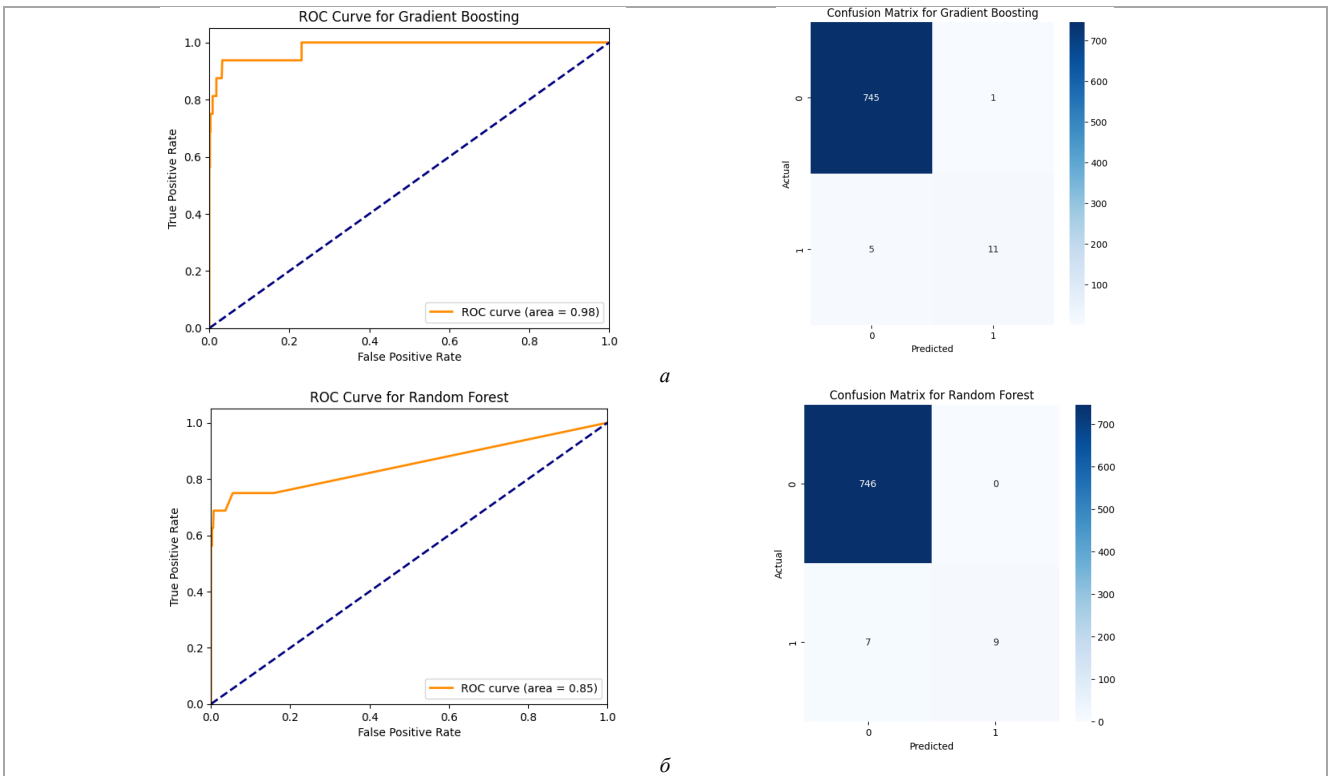 ROC Curve for Gradient Boosting
True Positive Rate
1.0
0.8
0.6
0.4
0.2
0.0
0.0 0.2 0.4 0.6 0.8 1.0
False Positive Rate
ROC curve (area = 0.98)
Confusion Matrix for Gradient Boosting
Actual
0
745 1
1
5 11
0 1
Predicted
700
600
500
400
300
200
100
а
ROC Curve for Random Forest
True Positive Rate
1.0
0.8
0.6
0.4
0.2
0.0
0.0 0.2 0.4 0.6 0.8 1.0
False Positive Rate
ROC curve (area = 0.85)
Confusion Matrix for Random Forest
Actual
0
746 0
1
7 9
0 1
Predicted
700
600
500
400
300
200
100
0
б